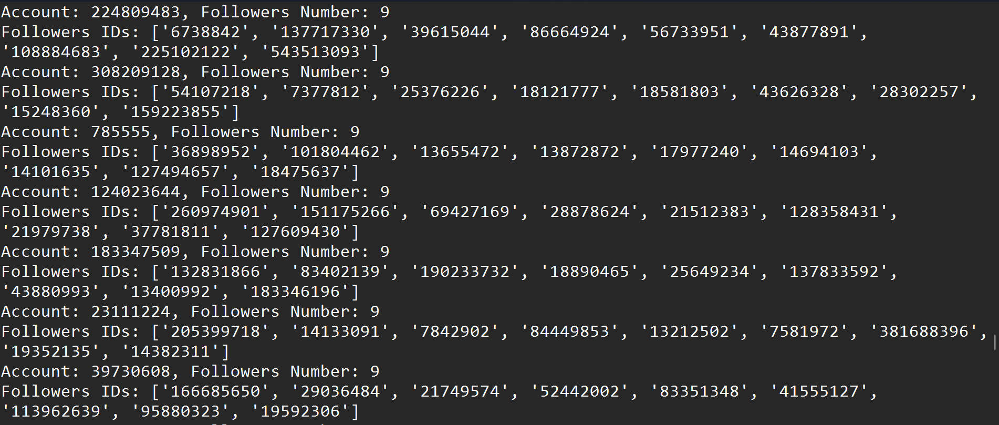 Account: 224809483, Followers Number: 9
Followers IDs: ['6738842', '137717330', '39615044', '86664924', '56733951', '43877891',
'108884683', '225102122', '543513093']
Account: 308209128, Followers Number: 9
Followers IDs: ['54107218', '7377812', '25376226', '18121777', '18581803', '43626328', '28302257',
'15248360', '159223855']
Account: 785555, Followers Number: 9
Followers IDs: ['36898952', '101804462', '13655472', '13872872', '17977240', '14694103',
'14101635', '127494657', '18475637']
Account: 124023644, Followers Number: 9
Followers IDs: ['260974901', '151175266', '69427169', '28878624', '21512383', '128358431',
'21979738', '37781811', '127609430']
Account: 183347509, Followers Number: 9
Followers IDs: ['132831866', '83402139', '190233732', '18890465', '25649234', '137833592',
'43880993', '13400992', '183346196']
Account: 23111224, Followers Number: 9
Followers IDs: ['205399718', '14133091', '7842902', '84449853', '13212502', '7581972', '381688396',
'19352135', '14382311']
Account: 39730608, Followers Number: 9
Followers IDs: ['166685650', '29036484', '21749574', '52442002', '83351348', '41555127',
'113962639', '95880323', '19592306']